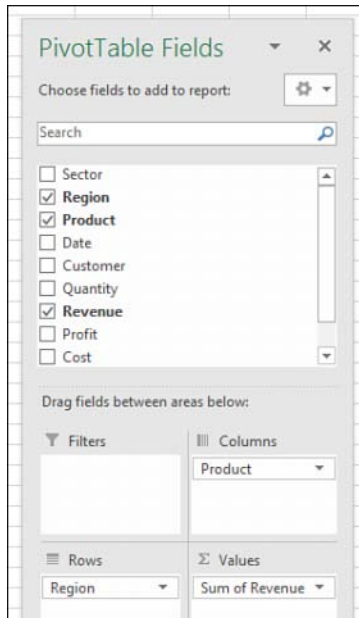 PivotTable Fields
Choose fields to add to report:
Search
Sector
Region
Product
Date
Customer
Quantity
Revenue
Profit
Cost
Drag fields between areas below:
Filters
Columns
Product
Rows
Σ Values
Region
Sum of Revenue